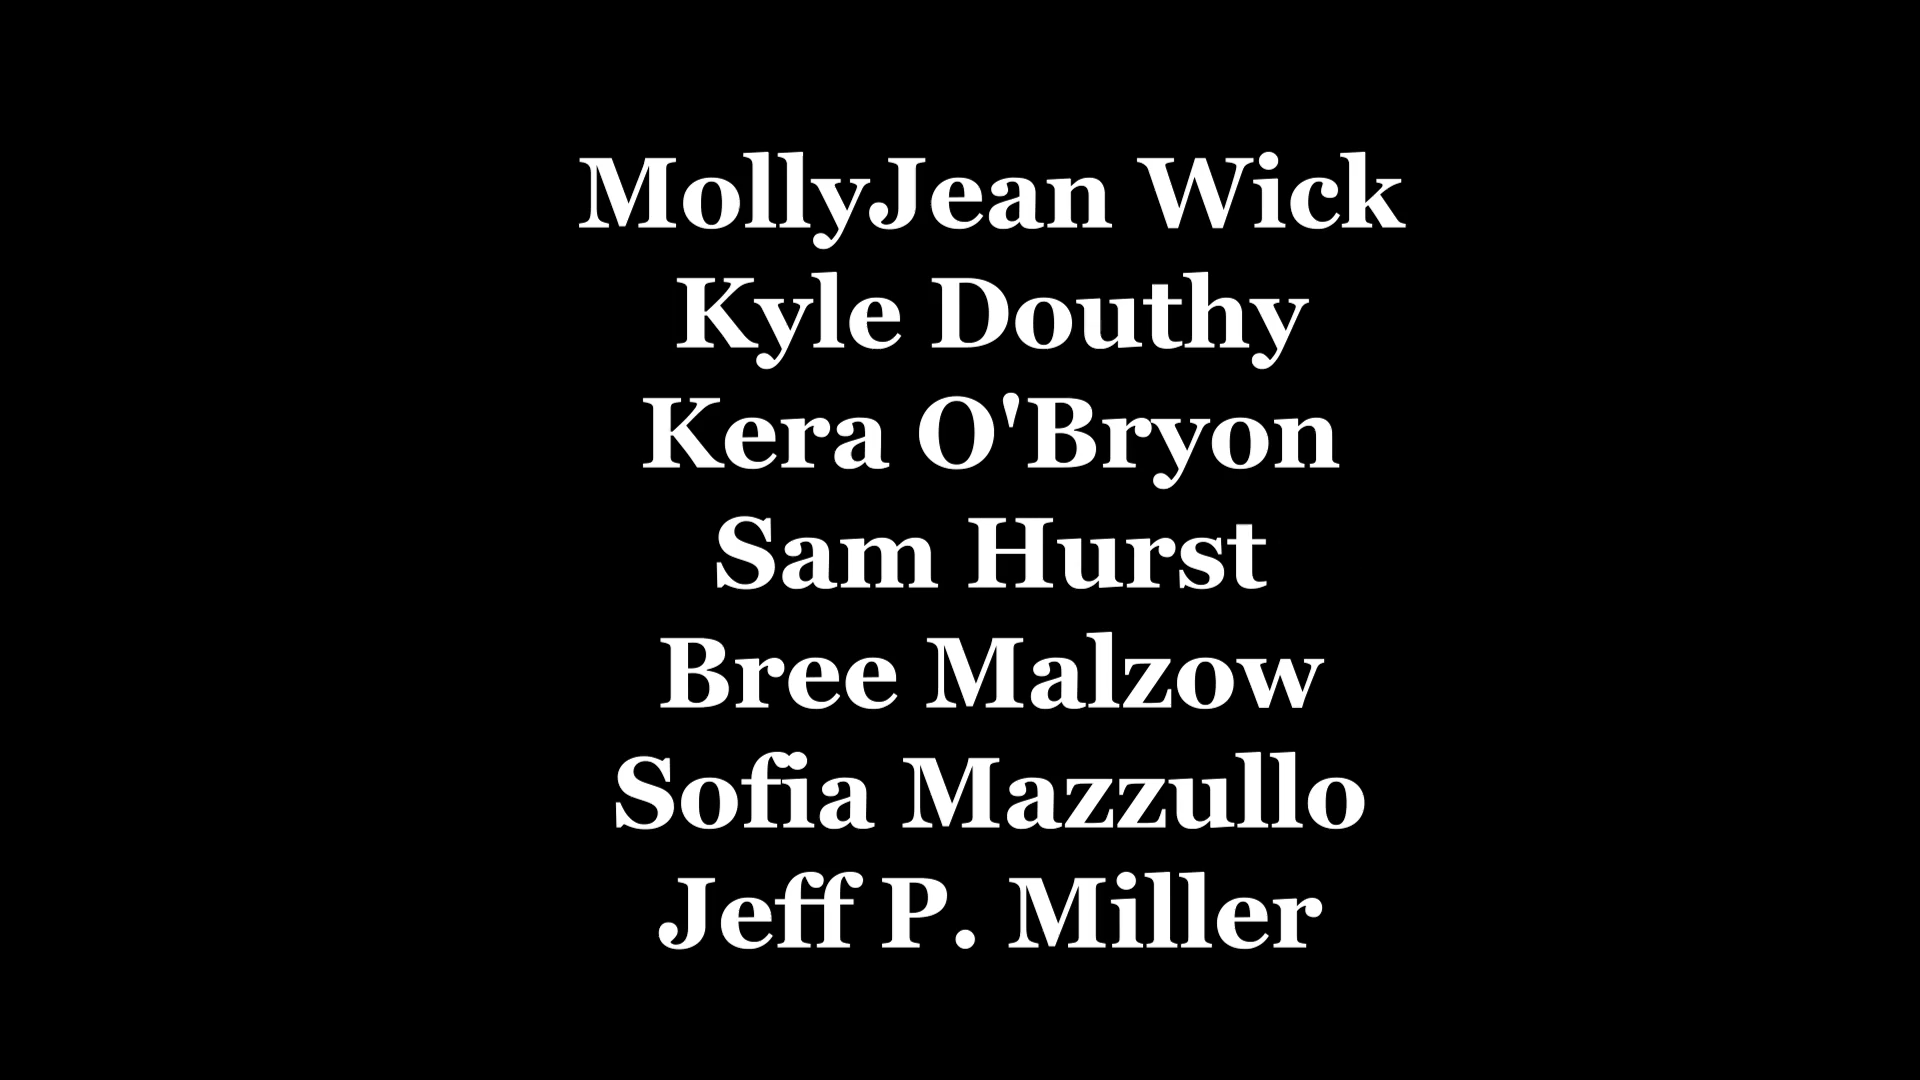 MollyJean Wick
Kyle Douthy
Kera O'Bryon
Sam Hurst
Bree Malzow
Sofia Mazzullo
Jeff P. Miller